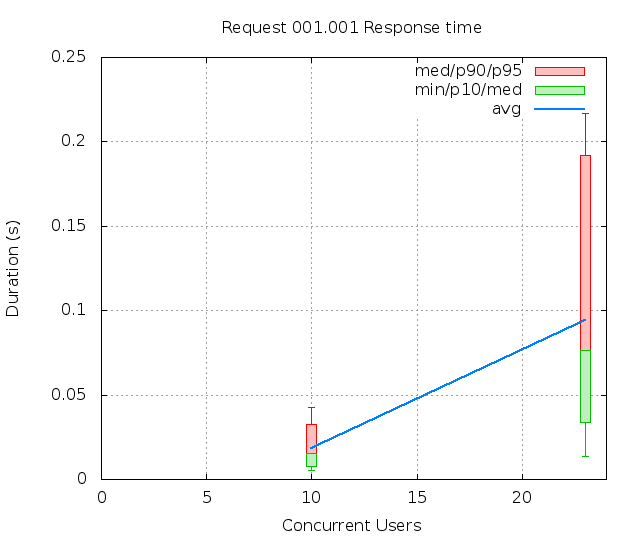 Request 001.001 Response time
0.25
med/p90/p95
min/p10/med
avg
0.2
0.15
0.1
0.05
0
Duration (s)
0 5 10 15 20
Concurrent Users